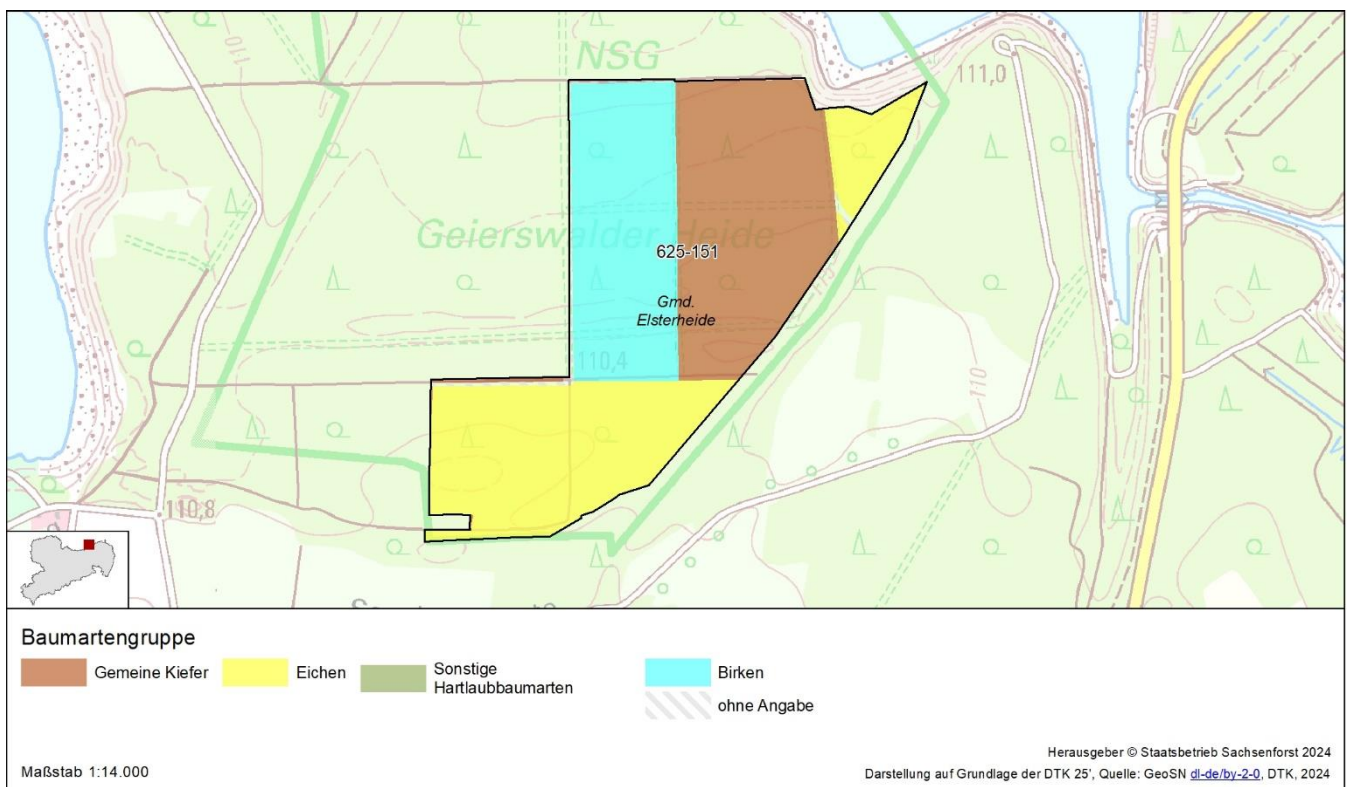 NSG
111,0
110
Geierswalder Heide
625-151
Gmd.
Elsterheide
110,4
110
110,8
Baumartengruppe
Gemeine Kiefer
Eichen
Sonstige
Hartlaubbaumarten
Birken
ohne Angabe
Maßstab 1:14.000
Herausgeber © Staatsbetrieb Sachsenforst 2024
Darstellung auf Grundlage der DTK 25', Quelle: GeoSN dl-de/by-2-0, DTK, 2024